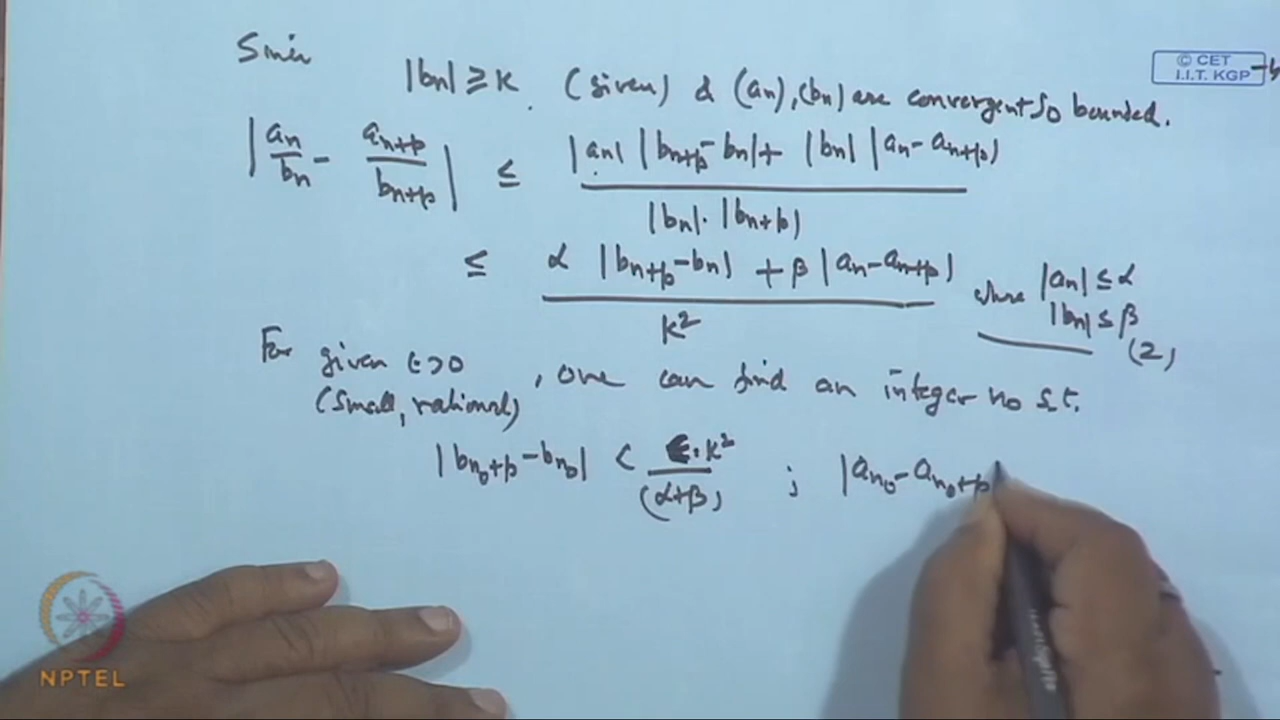 Since
|bn| ≥ K. (given) & (an), (bn) are convergent So bounded.
© CET
I.I.T. KGP
| an/bn - an+p/bn+p | ≤ |an| |bn+p - bn| + |bn| |an - an+p| / |bn|. |bn+p|
≤ α |bn+p - bn| + β |an - an+p| / K² where |an| ≤ α
|bn| ≤ β
(2)
For given ε>0, one can find an integer no s.t.
(Small, rational)
|bn₀+p - bn₀| < ε.K² / (α+β) ; |an₀ - an₀+p
NPTEL